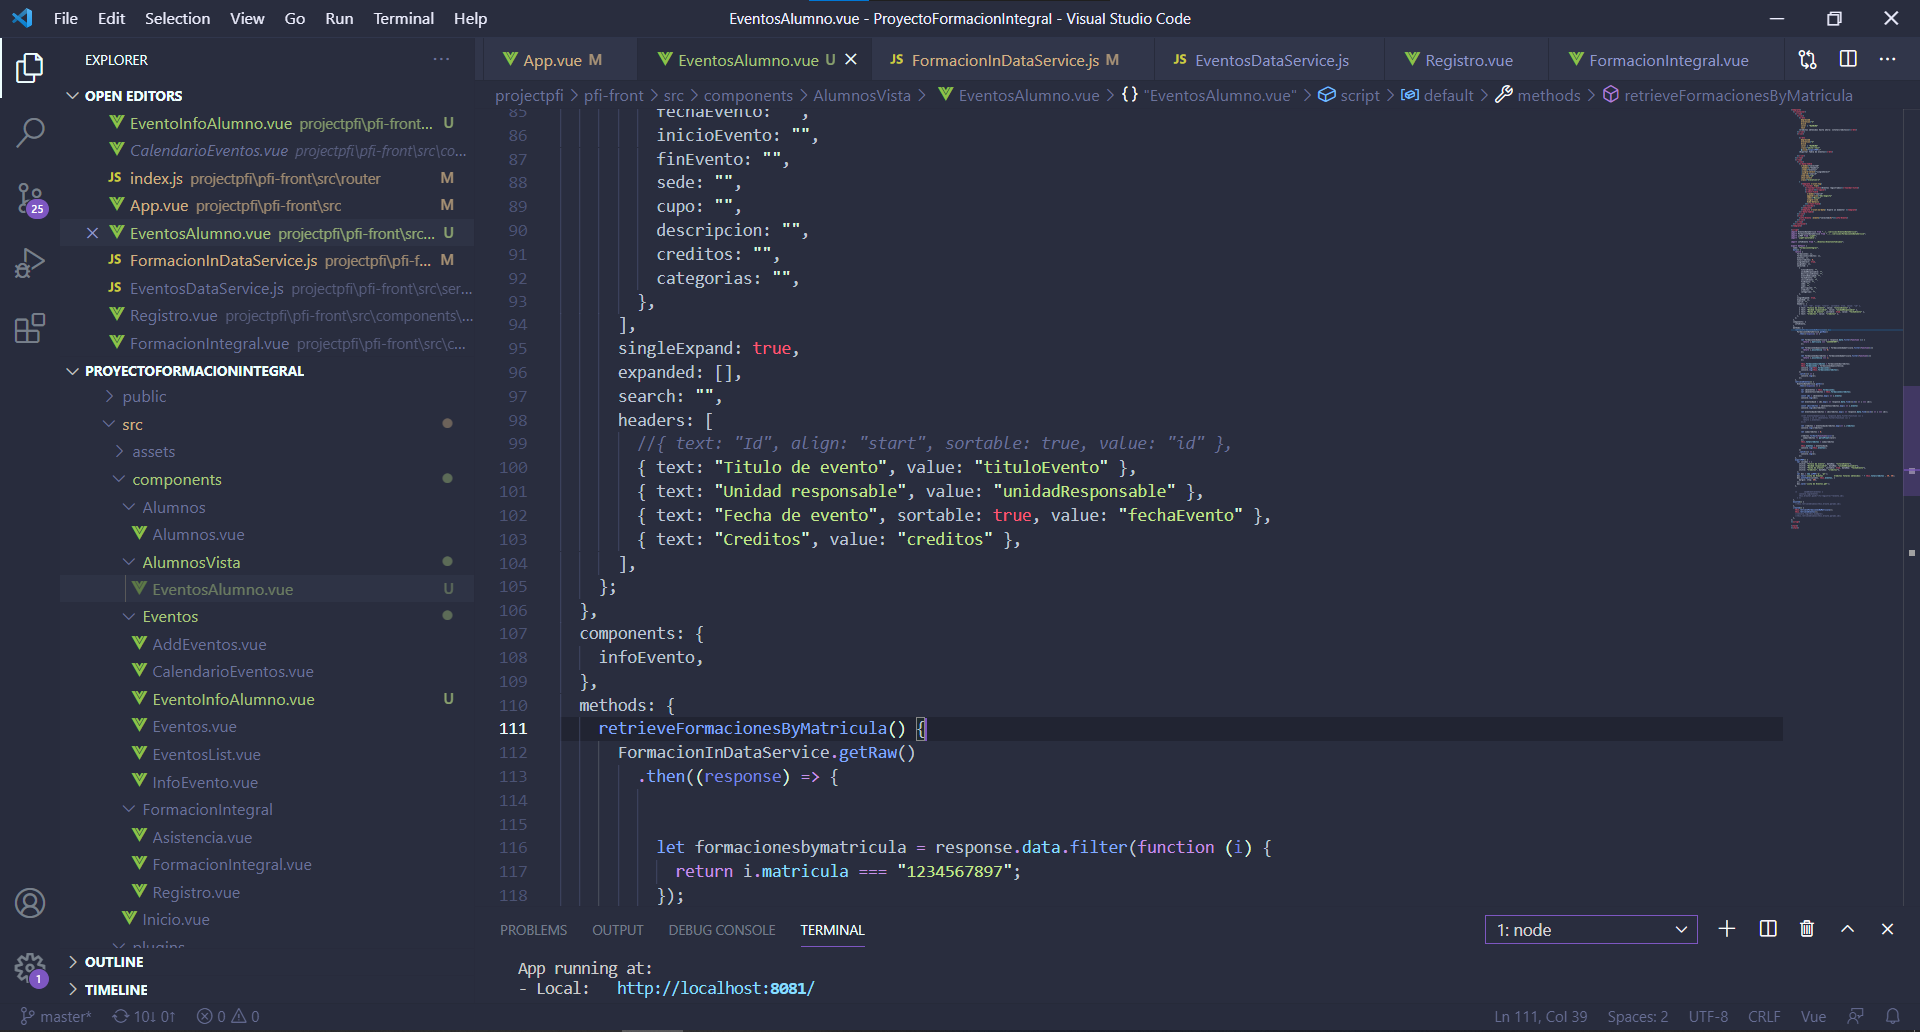 File Edit Selection View Go Run Terminal Help
EventosAlumno.vue - ProyectoFormacionIntegral - Visual Studio Code
EXPLORER
OPEN EDITORS
EventoInfoAlumno.vue projectpfi\pfi-front... U
CalendarioEventos.vue projectpfi\pfi-front\src\co...
JS index.js projectpfi\pfi-front\src\router M
App.vue projectpfi\pfi-front\src M
EventosAlumno.vue projectpfi\pfi-front\src... U
JS FormacionInDataService.js projectpfi\pfi-f... M
JS EventosDataService.js projectpfi\pfi-front\src\ser...
Registro.vue projectpfi\pfi-front\src\components\...
FormacionIntegral.vue projectpfi\pfi-front\src\c...
PROYECTOFORMACIONINTEGRAL
public
src
assets
components
Alumnos
Alumnos.vue
AlumnosVista
EventosAlumno.vue U
Eventos
AddEventos.vue
CalendarioEventos.vue
EventoInfoAlumno.vue U
Eventos.vue
EventosList.vue
InfoEvento.vue
FormacionIntegral
Asistencia.vue
FormacionIntegral.vue
Registro.vue
Inicio.vue
plugins
OUTLINE
TIMELINE
25
1
App.vue M
EventosAlumno.vue U
JS FormacionInDataService.js M
JS EventosDataService.js
Registro.vue
FormacionIntegral.vue
projectpfi > pfi-front > src > components > AlumnosVista > EventosAlumno.vue > {} "EventosAlumno.vue" > script > default > methods > retrieveFormacionesByMatricula
85 fechaEvento: "",
86 inicioEvento: "",
87 finEvento: "",
88 sede: "",
89 cupo: "",
90 descripcion: "",
91 creditos: "",
92 categorias: "",
93 },
94 ],
95 singleExpand: true,
96 expanded: [],
97 search: "",
98 headers: [
99 //{ text: "Id", align: "start", sortable: true, value: "id" },
100 { text: "Titulo de evento", value: "tituloEvento" },
101 { text: "Unidad responsable", value: "unidadResponsable" },
102 { text: "Fecha de evento", sortable: true, value: "fechaEvento" },
103 { text: "Creditos", value: "creditos" },
104 ],
105 };
106 },
107 components: {
108 infoEvento,
109 },
110 methods: {
111 retrieveFormacionesByMatricula() {
112 FormacionInDataService.getRaw()
113 .then((response) => {
114
115
116 let formacionesbymatricula = response.data.filter(function (i) {
117 return i.matricula === "1234567897";
118 });
PROBLEMS OUTPUT DEBUG CONSOLE TERMINAL
1: node
App running at:
- Local: http://localhost:8081/
master* 10↓ 0↑ 0 0
Ln 111, Col 39 Spaces: 2 UTF-8 CRLF Vue